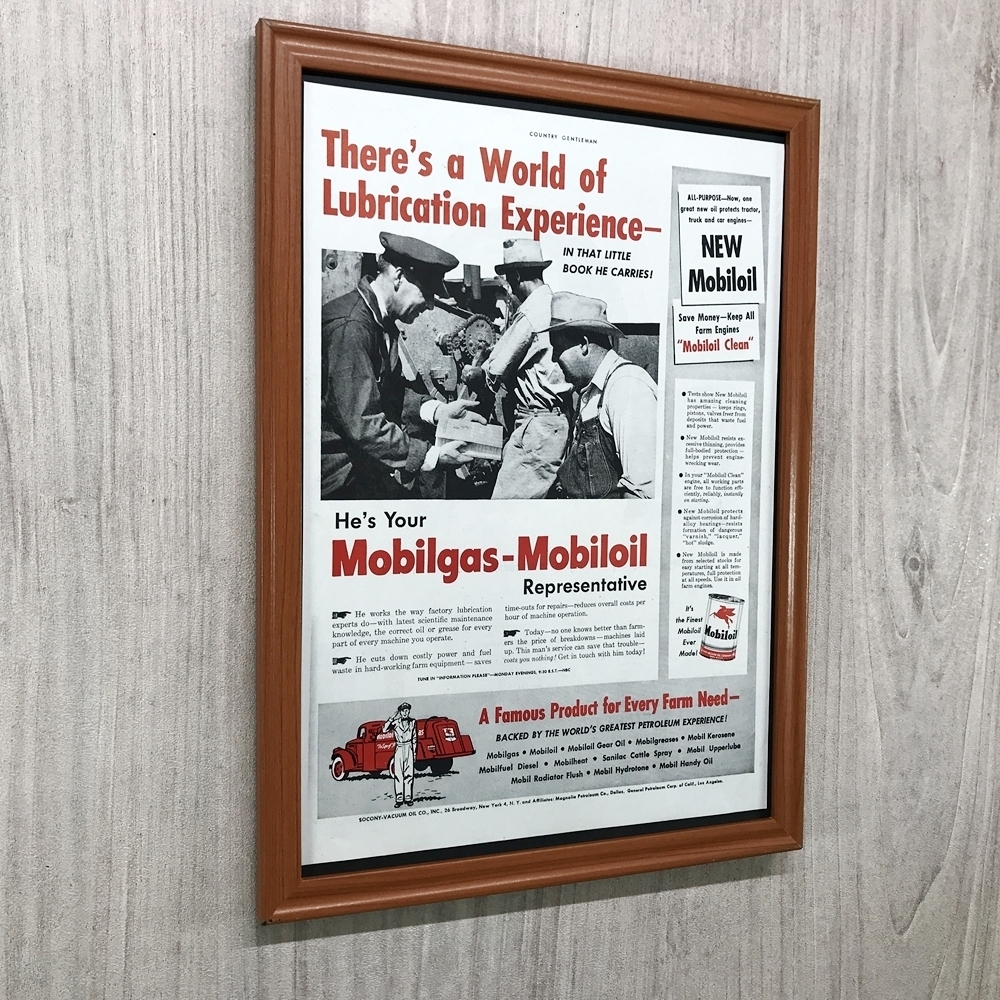 COUNTRY GENTLEMAN
There's a World of
Lubrication Experience—
IN THAT LITTLE
BOOK HE CARRIES!
He's Your
Mobilgas-Mobiloil
Representative
He works the way factory lubrication
experts do—with latest scientific maintenance
knowledge, the correct oil or grease for every
part of every machine you operate.
He cuts down costly power and fuel
waste in hard-working farm equipment — saves
time-outs for repairs—reduces overall costs per
hour of machine operation.
Today—no one knows better than farm-
ers the price of breakdowns—machines laid
up. This man's service can save that trouble—
costs you nothing! Get in touch with him today!
TUNE IN "INFORMATION PLEASE"—MONDAY EVENINGS, 9:30 E.S.T.—NBC
ALL-PURPOSE—Now, one
great new oil protects tractor,
truck and car engines—
NEW
Mobiloil
Save Money—Keep All
Farm Engines
"Mobiloil Clean"
Tests show New Mobiloil
has amazing cleaning
properties — keeps rings,
pistons, valves freer from
deposits that waste fuel
and power.
New Mobiloil resists ex-
cessive thinning, provides
full-bodied protection —
helps prevent engine-
wrecking wear.
In your "Mobiloil Clean"
engine, all working parts
are free to function effi-
ciently, reliably, instantly
on starting.
New Mobiloil protects
against corrosion of hard-
alloy bearings—resists
formation of dangerous
"varnish," "lacquer,"
"hot" sludge.
New Mobiloil is made
from selected stocks for
easy starting at all tem-
peratures, full protection
at all speeds. Use it in all
farm engines.
It's
the Finest
Mobiloil
Ever
Made!
Mobiloil
A Famous Product for Every Farm Need—
BACKED BY THE WORLD'S GREATEST PETROLEUM EXPERIENCE!
Mobilgas • Mobiloil • Mobiloil Gear Oil • Mobilgreases • Mobil Kerosene
Mobilfuel Diesel • Mobilheat • Sanilac Cattle Spray • Mobil Upperlube
Mobil Radiator Flush • Mobil Hydrotone • Mobil Handy Oil
SOCONY-VACUUM OIL CO., INC., 26 Broadway, New York 4, N. Y. and Affiliates: Magnolia Petroleum Co., Dallas. General Petroleum Corp. of Calif., Los Angeles.